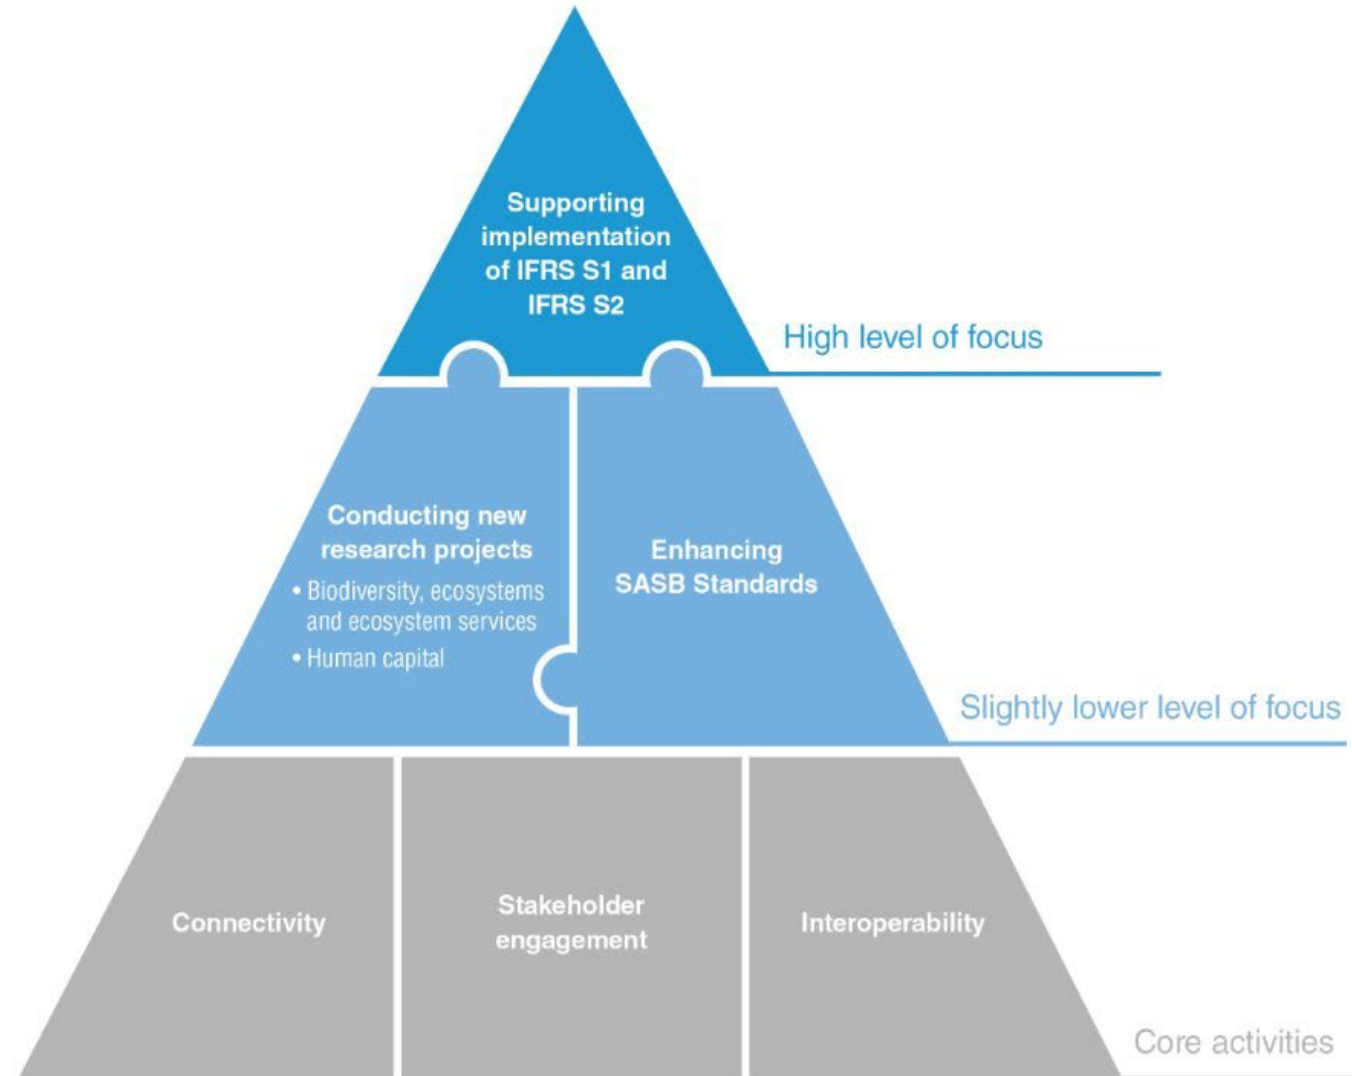 Supporting
implementation
of IFRS S1 and
IFRS S2
High level of focus
Conducting new
research projects
• Biodiversity, ecosystems
and ecosystem services
• Human capital
Enhancing
SASB Standards
Slightly lower level of focus
Connectivity
Stakeholder
engagement
Interoperability
Core activities